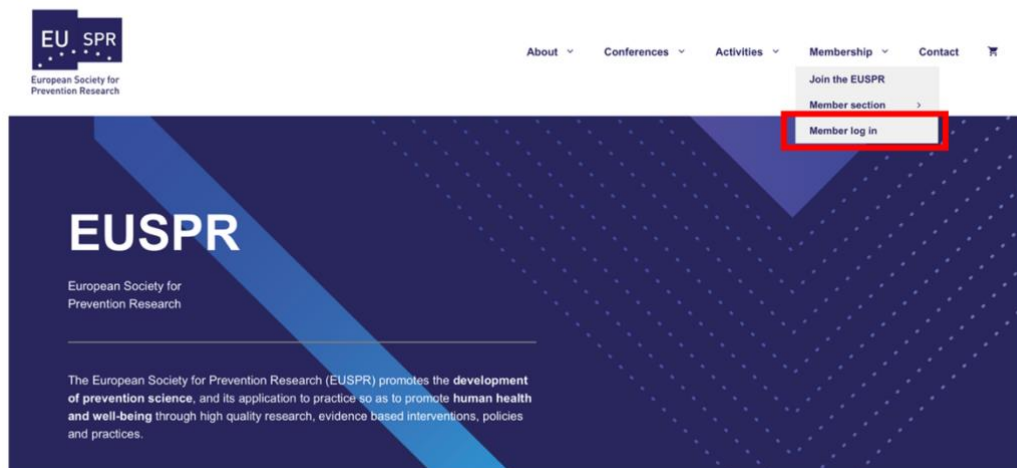 EU SPR
European Society for
Prevention Research
About
Conferences
Activities
Membership
Contact
Join the EUSPR
Member section
Member log in
EUSPR
European Society for
Prevention Research
The European Society for Prevention Research (EUSPR) promotes the development
of prevention science, and its application to practice so as to promote human health
and well-being through high quality research, evidence based interventions, policies
and practices.